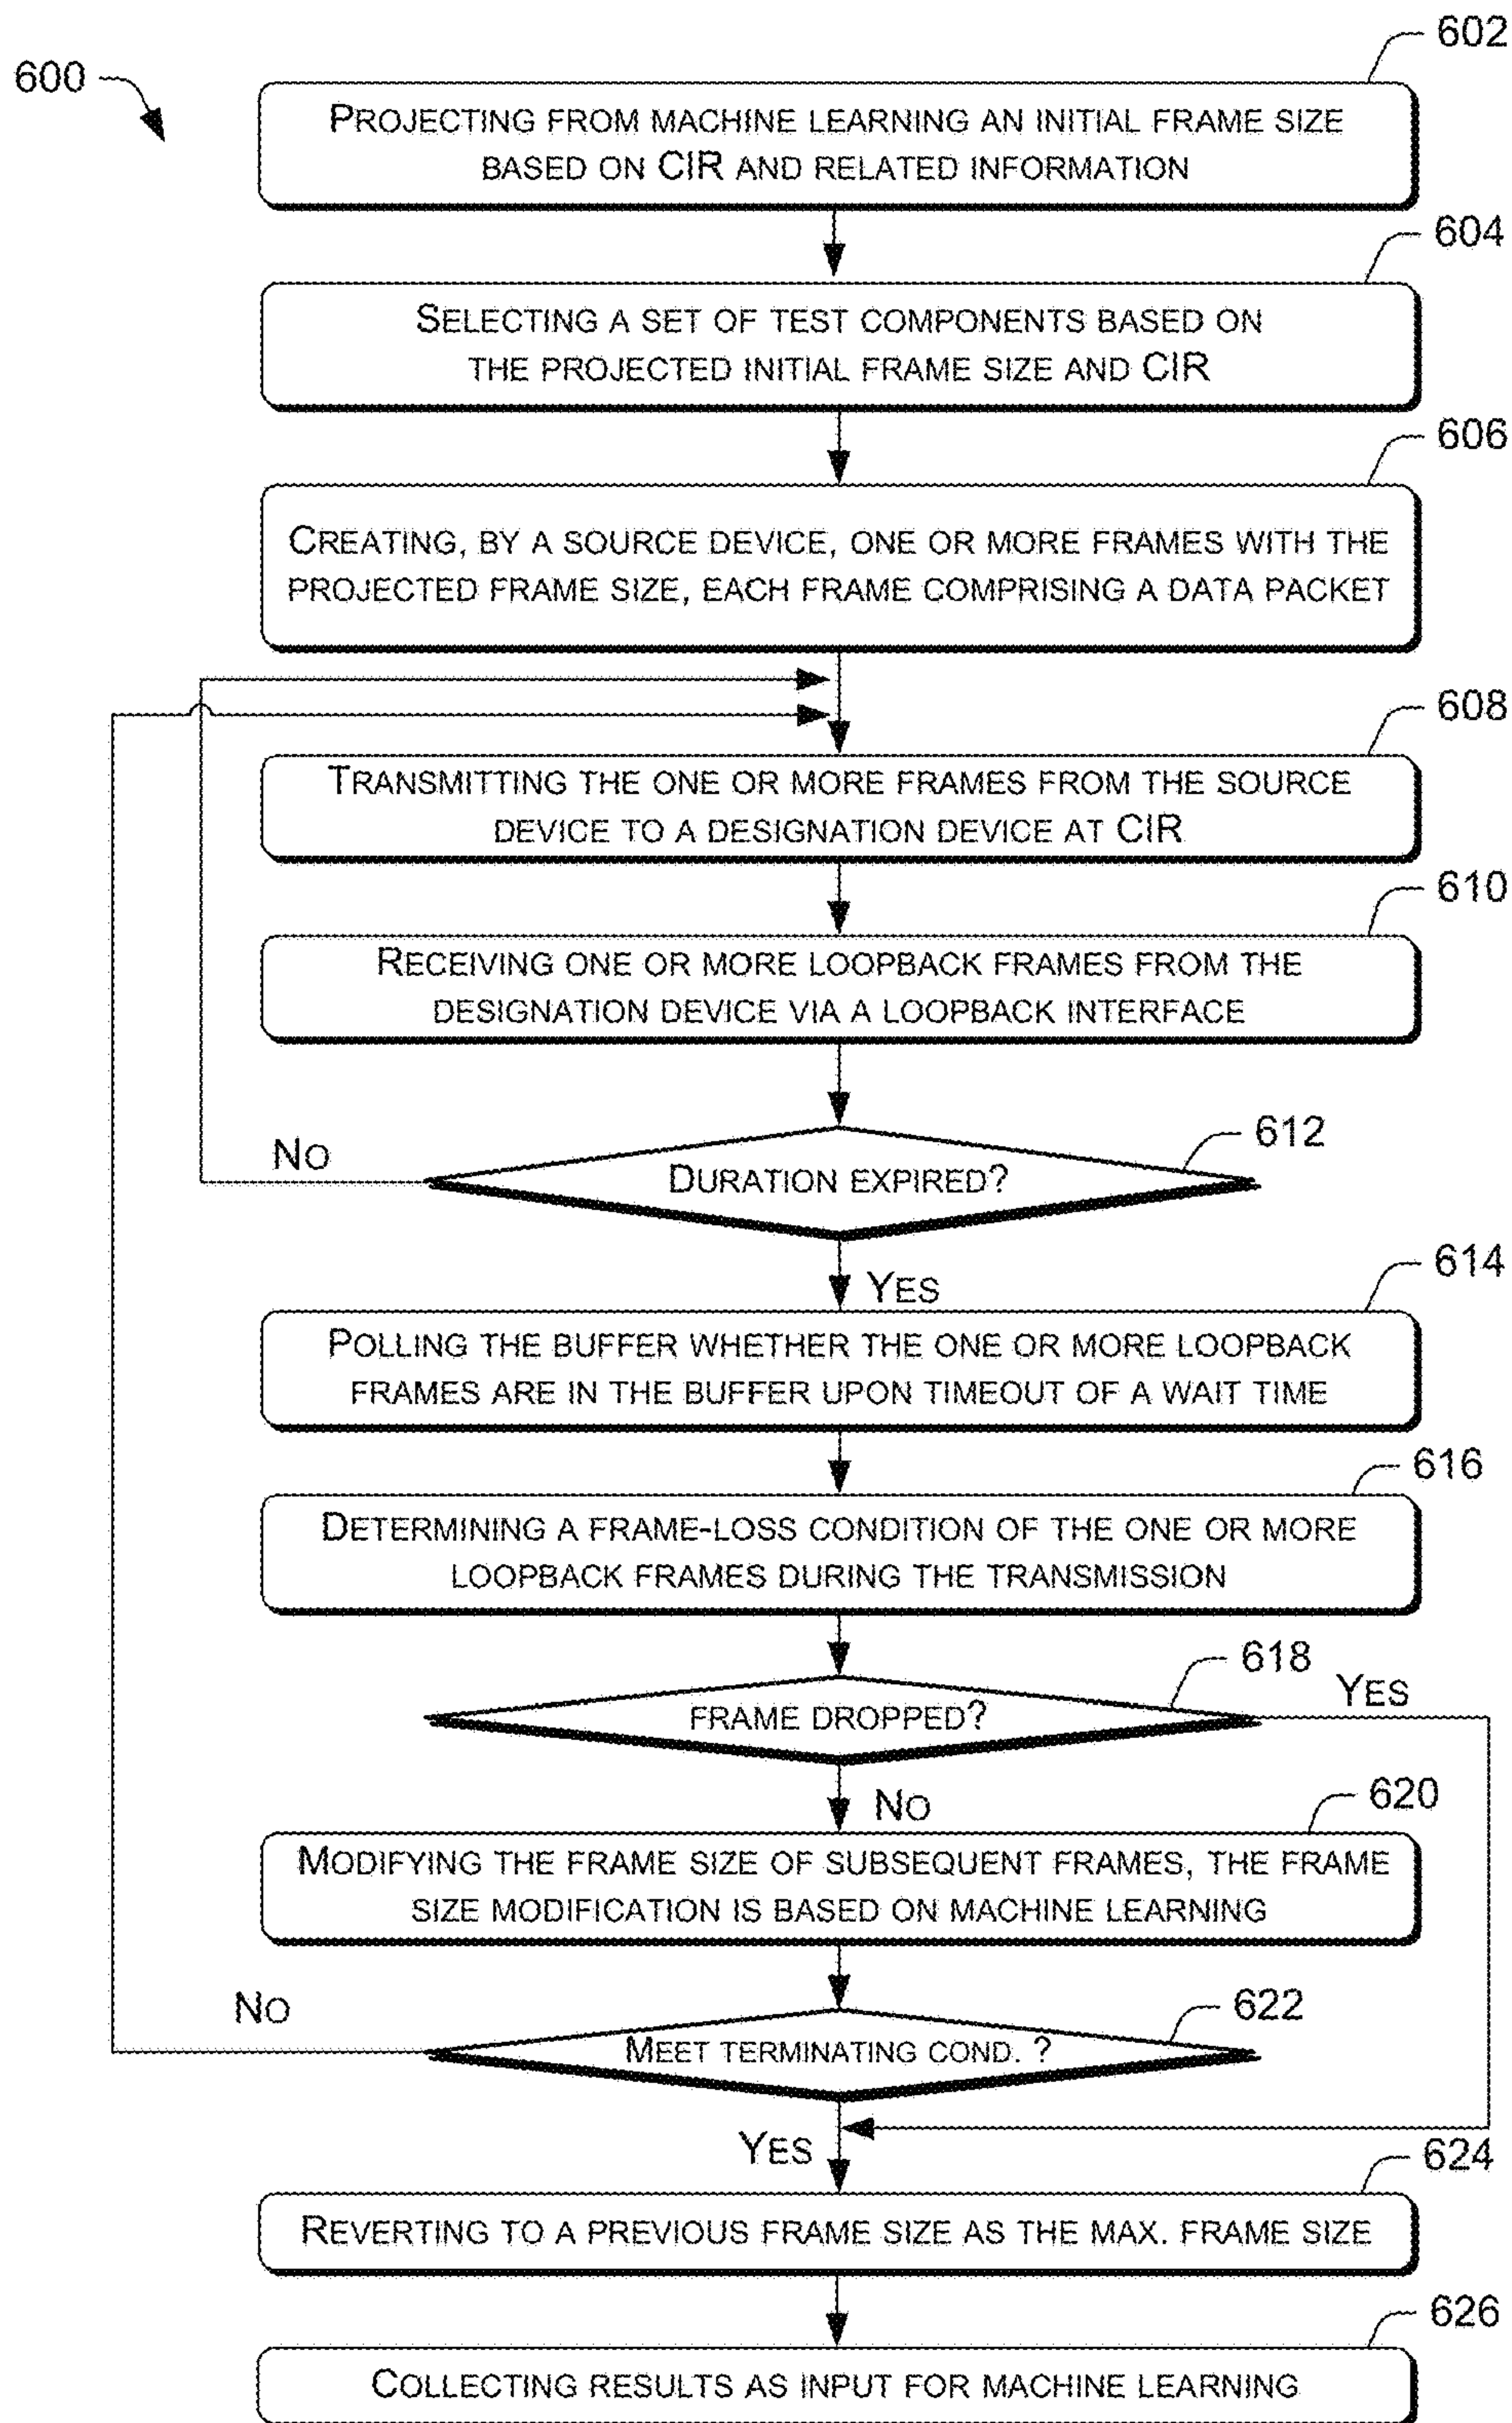 602
600
PROJECTING FROM MACHINE LEARNING AN INITIAL FRAME SIZE
BASED ON CIR AND RELATED INFORMATION
604
SELECTING A SET OF TEST COMPONENTS BASED ON
THE PROJECTED INITIAL FRAME SIZE AND CIR
606
CREATING, BY A SOURCE DEVICE, ONE OR MORE FRAMES WITH THE
PROJECTED FRAME SIZE, EACH FRAME COMPRISING A DATA PACKET
608
TRANSMITTING THE ONE OR MORE FRAMES FROM THE SOURCE
DEVICE TO A DESIGNATION DEVICE AT CIR
610
RECEIVING ONE OR MORE LOOPBACK FRAMES FROM THE
DESIGNATION DEVICE VIA A LOOPBACK INTERFACE
612
NO
DURATION EXPIRED?
614
YES
POLLING THE BUFFER WHETHER THE ONE OR MORE LOOPBACK
FRAMES ARE IN THE BUFFER UPON TIMEOUT OF A WAIT TIME
616
DETERMINING A FRAME-LOSS CONDITION OF THE ONE OR MORE
LOOPBACK FRAMES DURING THE TRANSMISSION
618
YES
FRAME DROPPED?
620
NO
MODIFYING THE FRAME SIZE OF SUBSEQUENT FRAMES, THE FRAME
SIZE MODIFICATION IS BASED ON MACHINE LEARNING
622
NO
MEET TERMINATING COND. ?
YES
624
REVERTING TO A PREVIOUS FRAME SIZE AS THE MAX. FRAME SIZE
626
COLLECTING RESULTS AS INPUT FOR MACHINE LEARNING